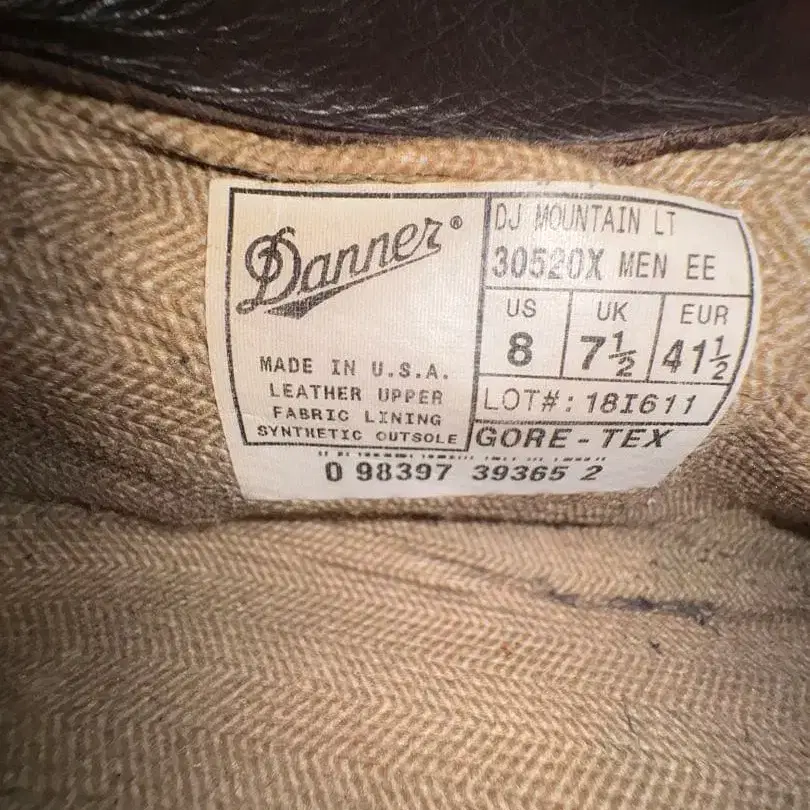 Danner®
MADE IN U.S.A.
LEATHER UPPER
FABRIC LINING
SYNTHETIC OUTSOLE
DJ MOUNTAIN LT
30520X MEN EE
US UK EUR
8 7½ 41½
LOT#: 18I611
GORE-TEX
0 98397 39365 2